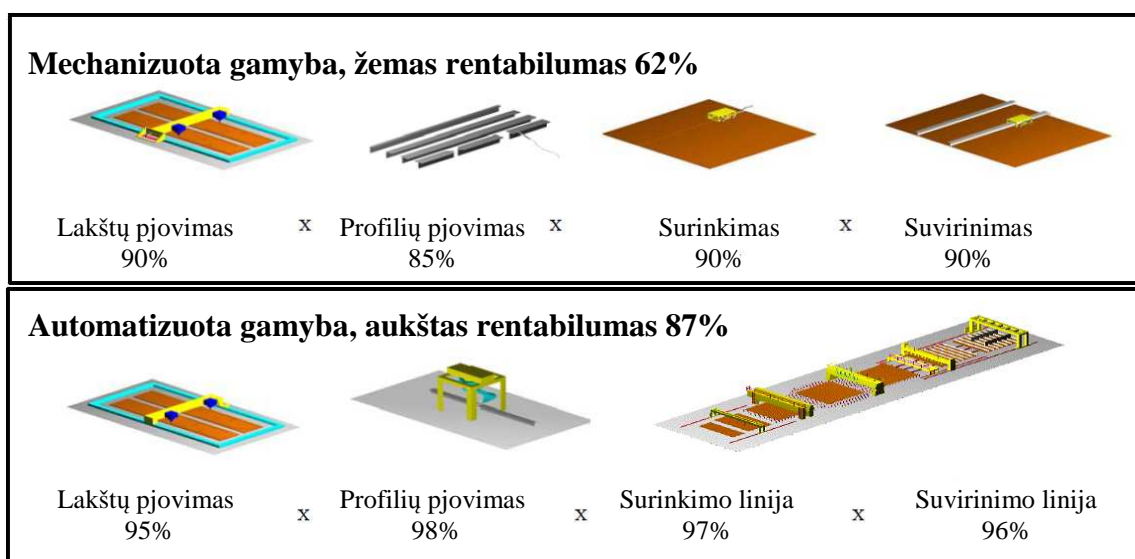 Mechanizuota gamyba, žemas rentabilumas 62%
Lakštų pjovimas x Profilių pjovimas x Surinkimas x Suvirinimas
90% 85% 90% 90%
Automatizuota gamyba, aukštas rentabilumas 87%
Lakštų pjovimas x Profilių pjovimas x Surinkimo linija x Suvirinimo linija
95% 98% 97% 96%